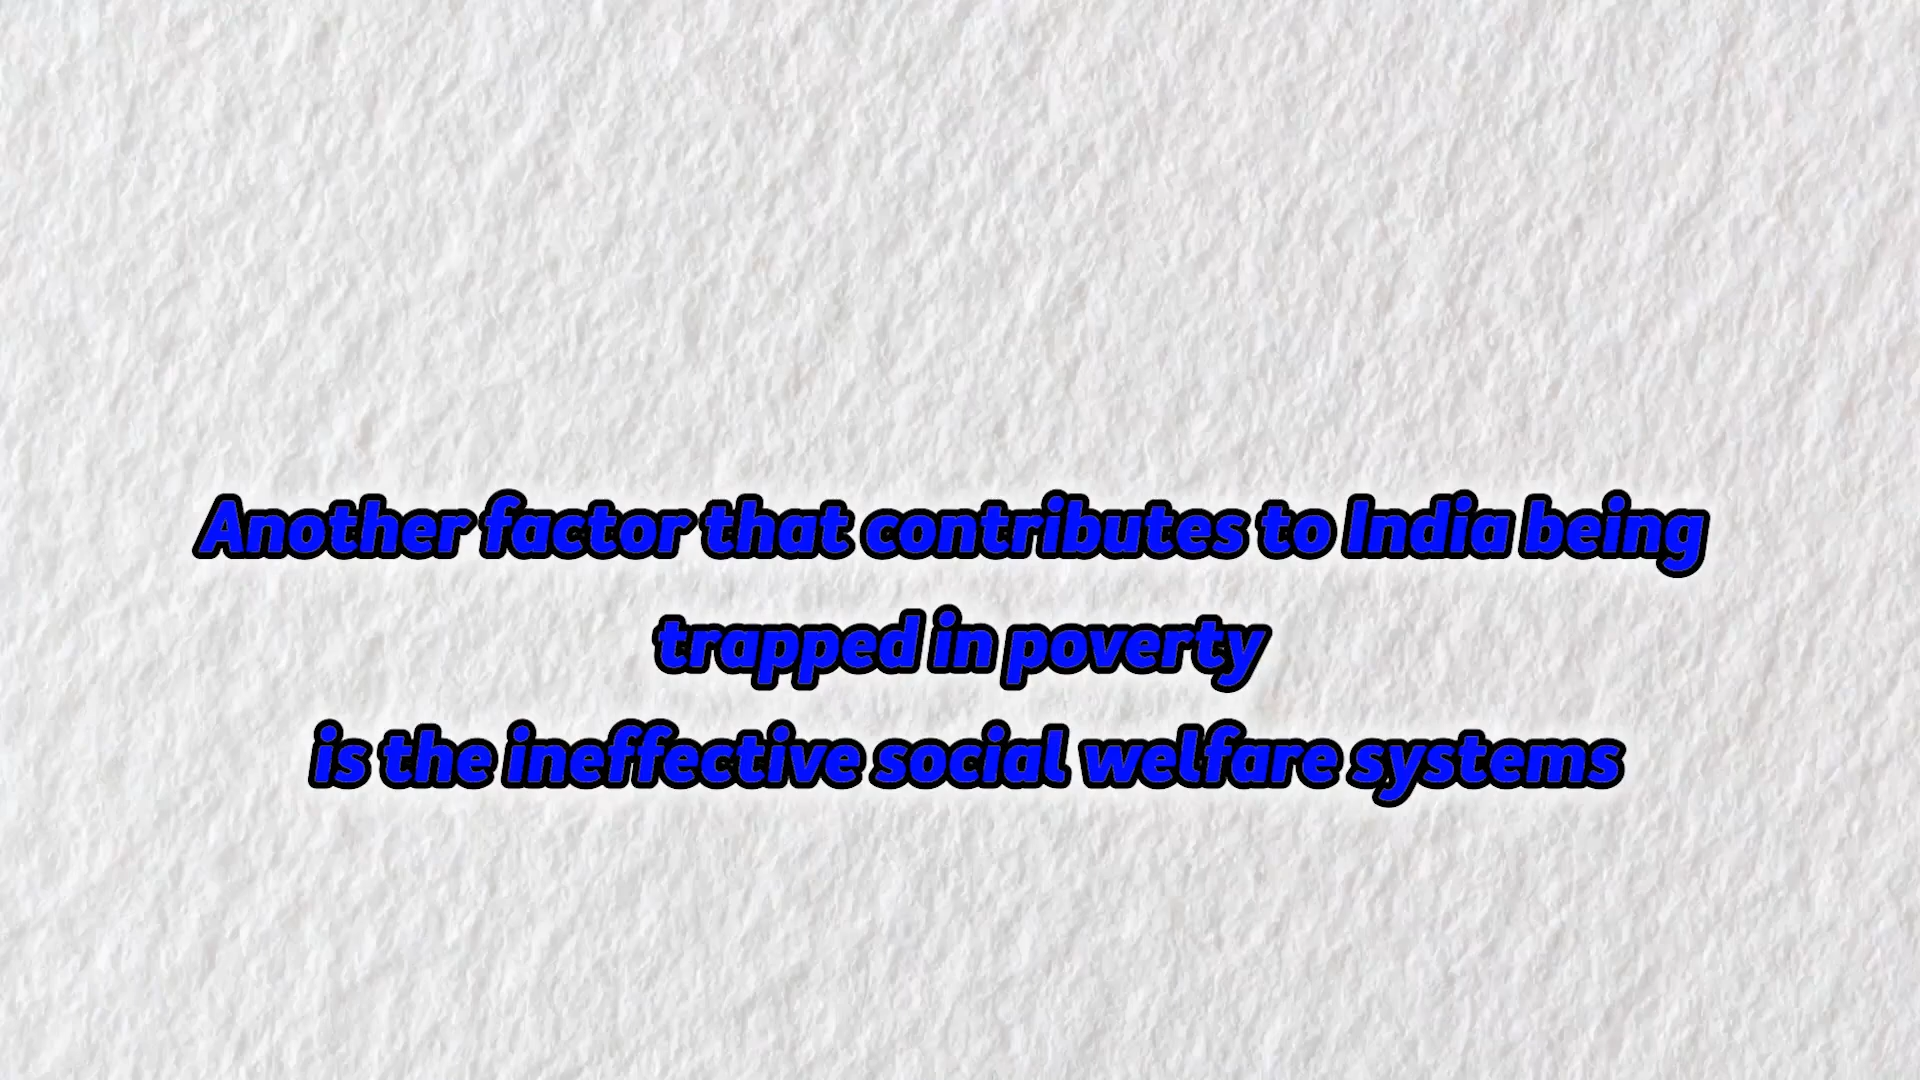 Another factor that contributes to India being
trapped in poverty
is the ineffective social welfare systems